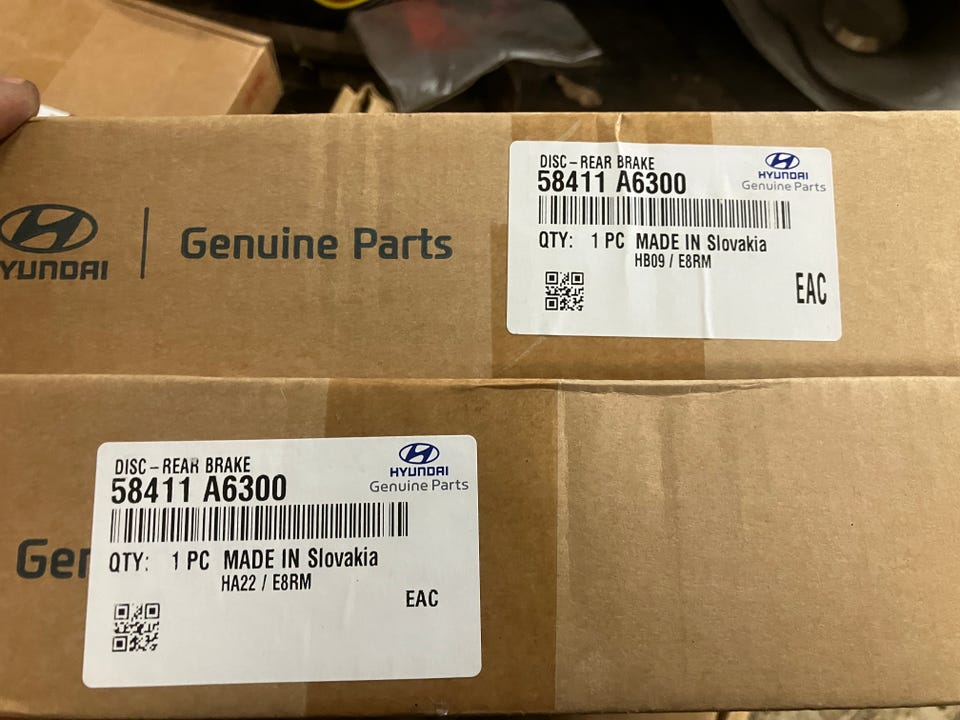 HYUNDAI
Genuine Parts
DISC-REAR BRAKE
58411 A6300
HYUNDAI
Genuine Parts
QTY: 1 PC MADE IN Slovakia
HB09 / E8RM
EAC
DISC-REAR BRAKE
58411 A6300
HYUNDAI
Genuine Parts
Gen
QTY: 1 PC MADE IN Slovakia
HA22 / E8RM
EAC